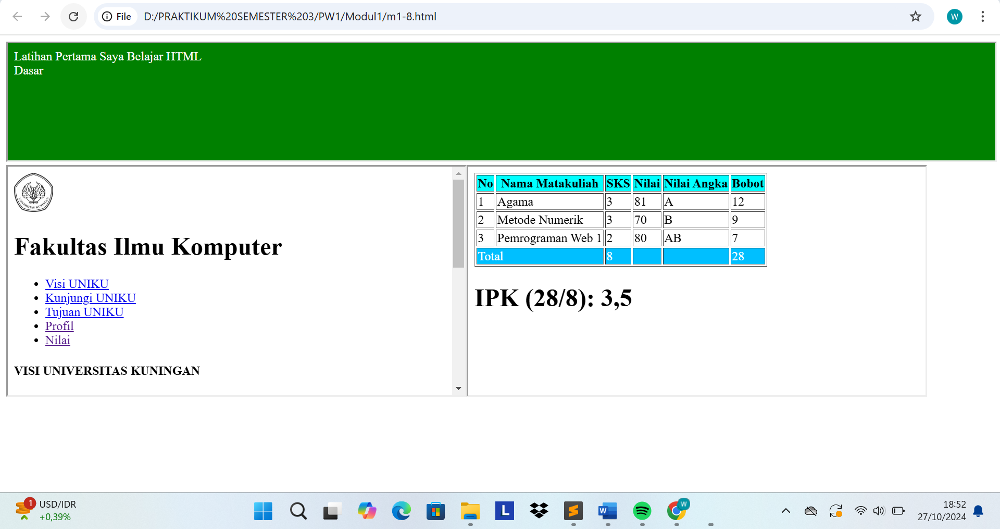 File D:/PRAKTIKUM%20SEMESTER%203/PW1/Modul1/m1-8.html
W
Latihan Pertama Saya Belajar HTML
Dasar
UNIVERSITAS KUNINGAN
Fakultas Ilmu Komputer
Visi UNIKU
Kunjungi UNIKU
Tujuan UNIKU
Profil
Nilai
VISI UNIVERSITAS KUNINGAN
No Nama Matakuliah SKS Nilai Nilai Angka Bobot
1 Agama 3 81 A 12
2 Metode Numerik 3 70 B 9
3 Pemrograman Web 1 2 80 AB 7
Total 8 28
IPK (28/8): 3,5
1
USD/IDR
+0,39%
L
W
W
18:52
27/10/2024